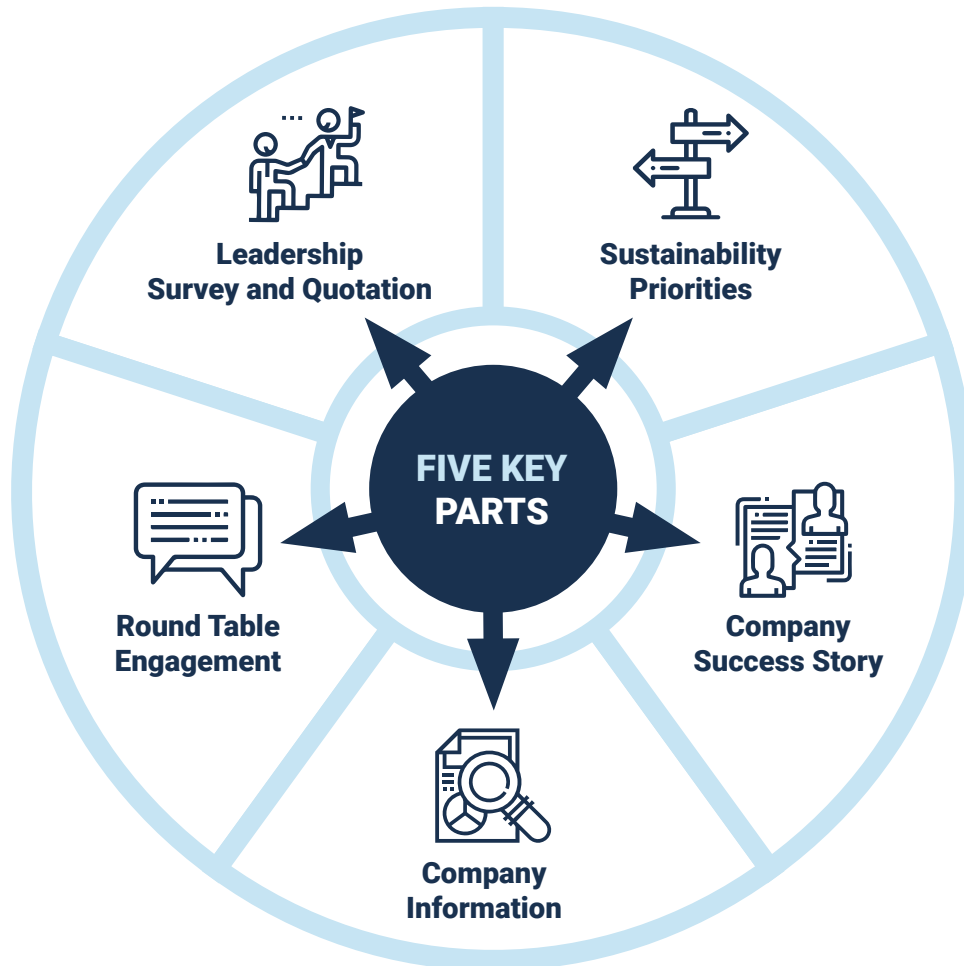 Leadership
Survey and Quotation
Sustainability
Priorities
FIVE KEY
PARTS
Round Table
Engagement
Company
Success Story
Company
Information